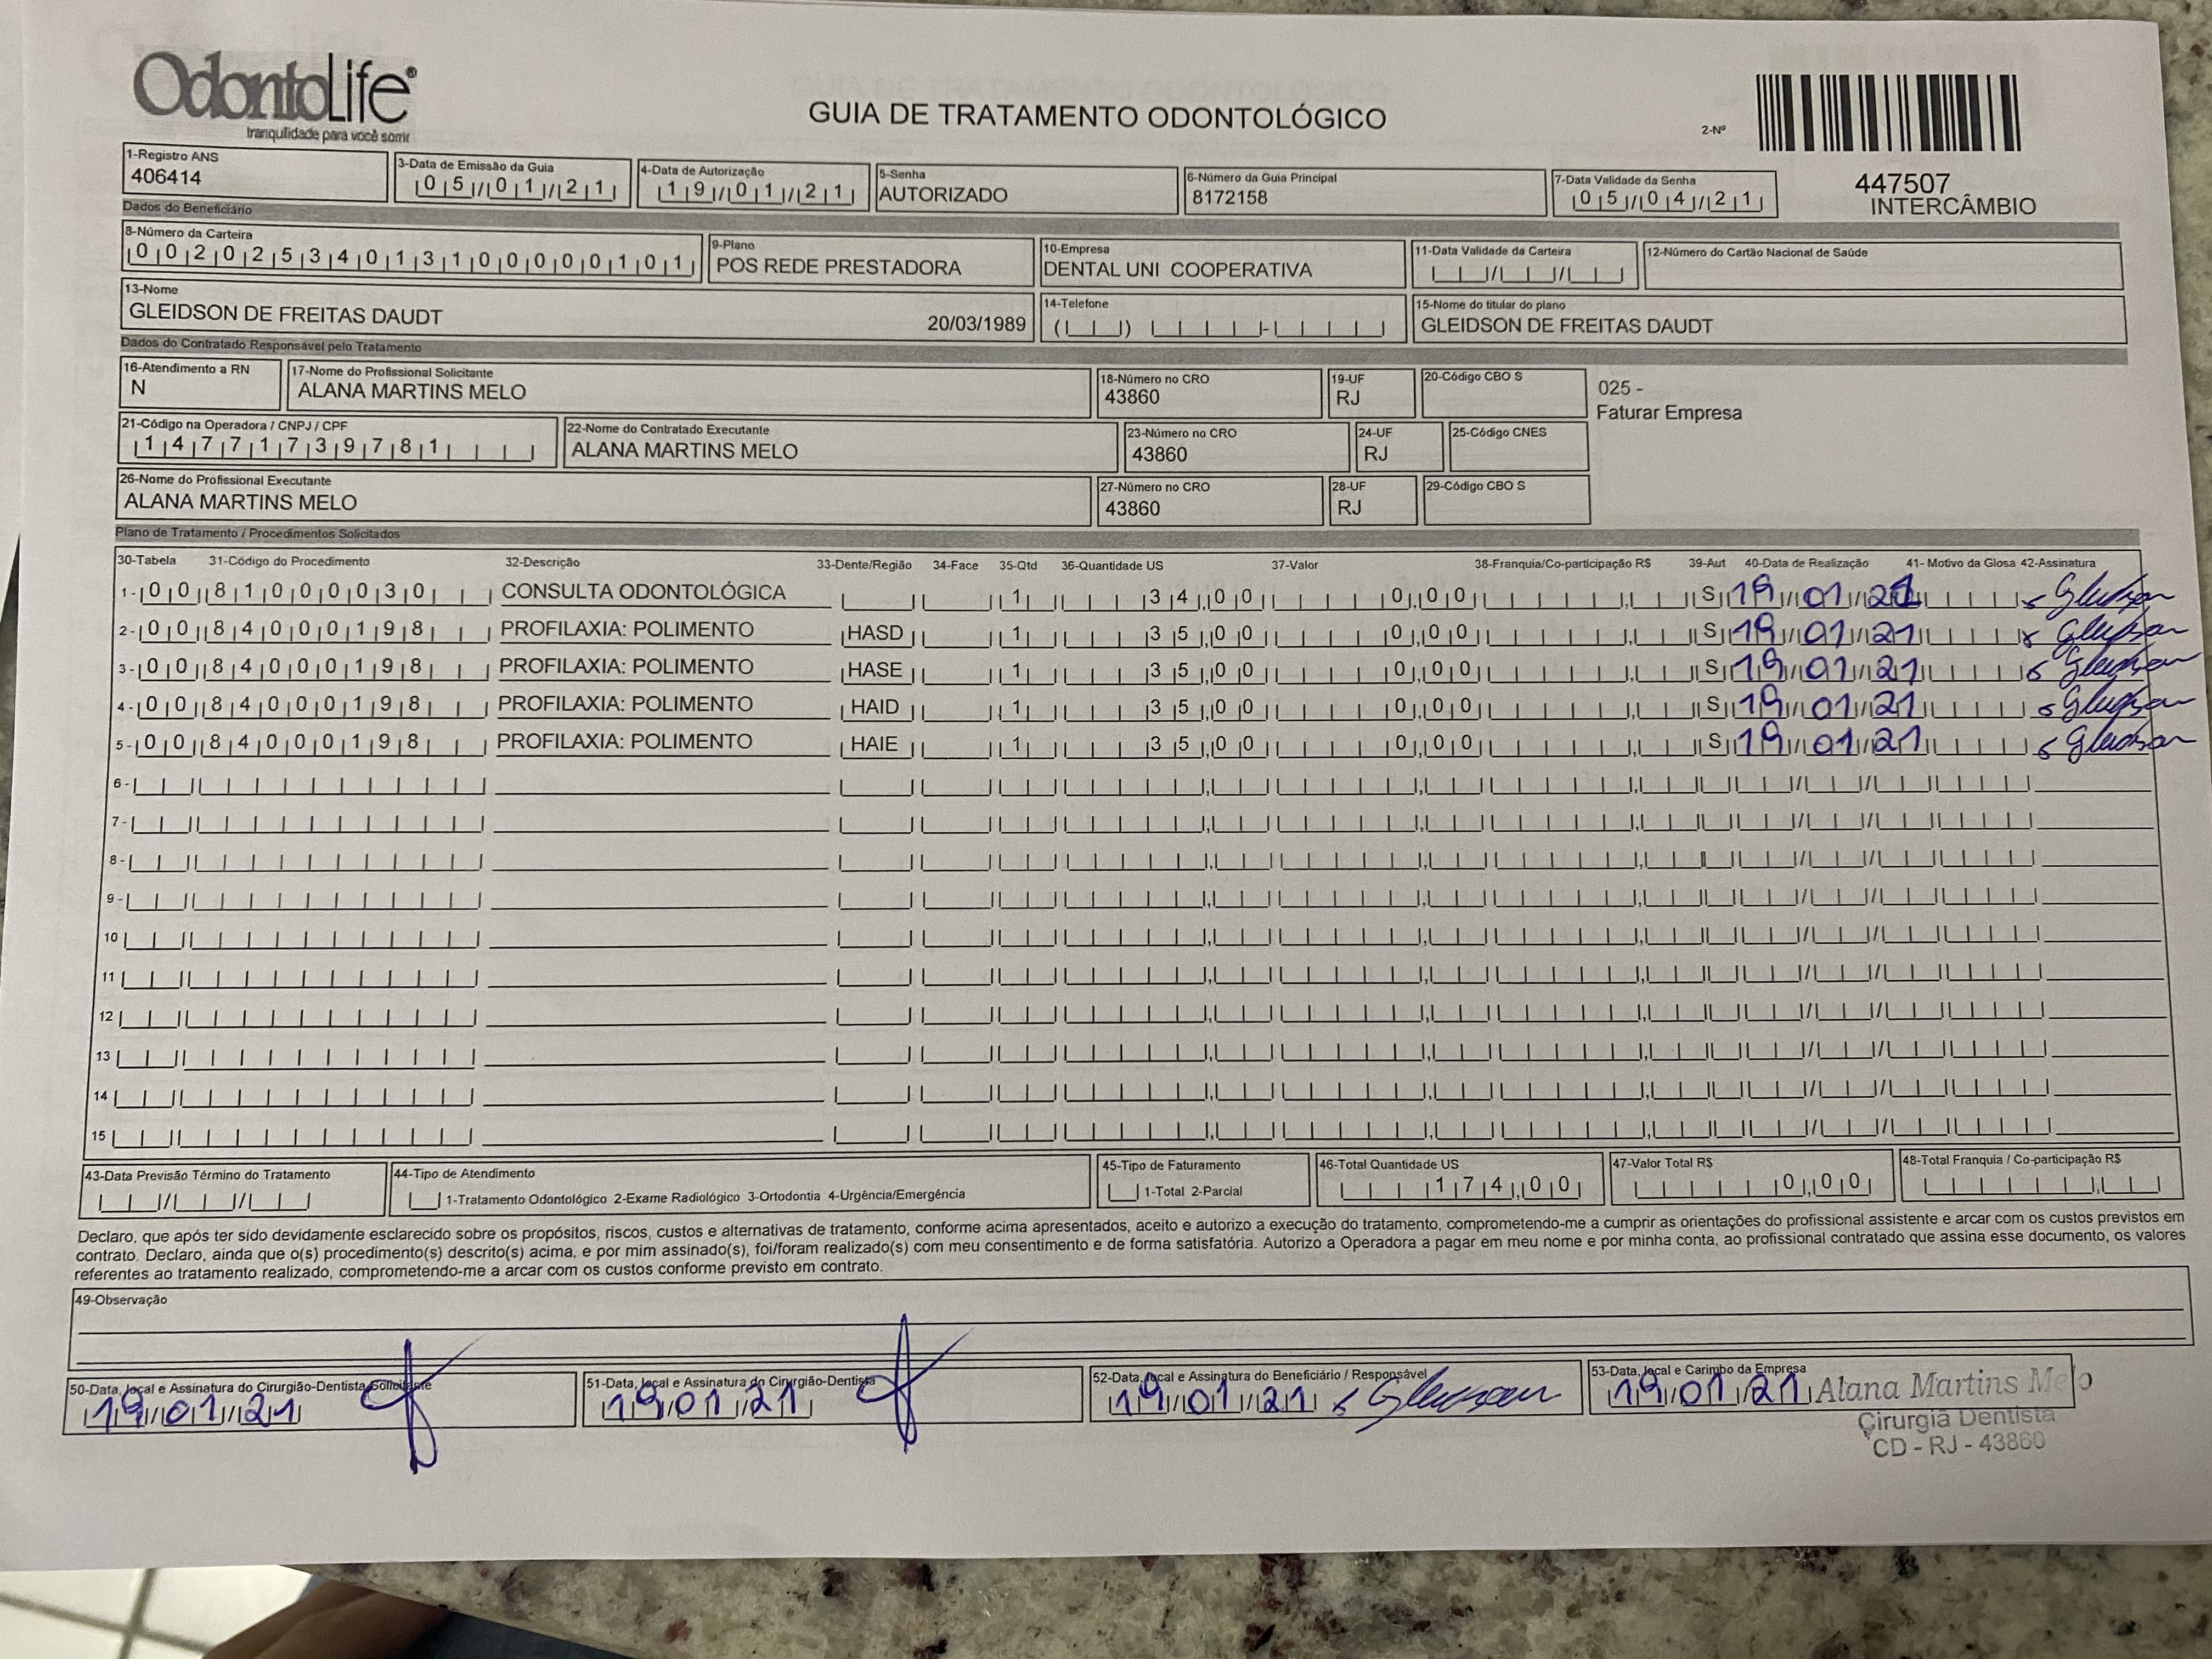 OdontoLife®
tranquilidade para você sorrir
GUIA DE TRATAMENTO ODONTOLÓGICO
2-Nº
447507
INTERCÂMBIO
1-Registro ANS
406414
3-Data de Emissão da Guia
05/01/21
4-Data de Autorização
19/01/21
5-Senha
AUTORIZADO
6-Número da Guia Principal
8172158
7-Data Validade da Senha
05/04/21
Dados do Beneficiário
8-Número da Carteira
00202534013100000101
9-Plano
POS REDE PRESTADORA
10-Empresa
DENTAL UNI COOPERATIVA
11-Data Validade da Carteira
12-Número do Cartão Nacional de Saúde
13-Nome
GLEIDSON DE FREITAS DAUDT 20/03/1989
14-Telefone
15-Nome do titular do plano
GLEIDSON DE FREITAS DAUDT
Dados do Contratado Responsável pelo Tratamento
16-Atendimento a RN
N
17-Nome do Profissional Solicitante
ALANA MARTINS MELO
18-Número no CRO
43860
19-UF
RJ
20-Código CBO S
025 -
Faturar Empresa
21-Código na Operadora / CNPJ / CPF
14771739781
22-Nome do Contratado Executante
ALANA MARTINS MELO
23-Número no CRO
43860
24-UF
RJ
25-Código CNES
26-Nome do Profissional Executante
ALANA MARTINS MELO
27-Número no CRO
43860
28-UF
RJ
29-Código CBO S
Plano de Tratamento / Procedimentos Solicitados
30-Tabela 31-Código do Procedimento 32-Descrição 33-Dente/Região 34-Face 35-Qtd 36-Quantidade US 37-Valor 38-Franquia/Co-participação R$ 39-Aut 40-Data de Realização 41- Motivo da Glosa 42-Assinatura
1- 00 81000030 CONSULTA ODONTOLÓGICA 1 34,00 0,00 S 19/01/21 Gleidson
2- 00 84000198 PROFILAXIA: POLIMENTO HASD 1 35,00 0,00 S 19/01/21 Gleidson
3- 00 84000198 PROFILAXIA: POLIMENTO HASE 1 35,00 0,00 S 19/01/21 Gleidson
4- 00 84000198 PROFILAXIA: POLIMENTO HAID 1 35,00 0,00 S 19/01/21 Gleidson
5- 00 84000198 PROFILAXIA: POLIMENTO HAIE 1 35,00 0,00 S 19/01/21 Gleidson
6-
7-
8-
9-
10
11
12
13
14
15
43-Data Previsão Término do Tratamento
44-Tipo de Atendimento
1-Tratamento Odontológico 2-Exame Radiológico 3-Ortodontia 4-Urgência/Emergência
45-Tipo de Faturamento
1-Total 2-Parcial
46-Total Quantidade US
174,00
47-Valor Total R$
0,00
48-Total Franquia / Co-participação R$
Declaro, que após ter sido devidamente esclarecido sobre os propósitos, riscos, custos e alternativas de tratamento, conforme acima apresentados, aceito e autorizo a execução do tratamento, comprometendo-me a cumprir as orientações do profissional assistente e arcar com os custos previstos em
contrato. Declaro, ainda que o(s) procedimento(s) descrito(s) acima, e por mim assinado(s), foi/foram realizado(s) com meu consentimento e de forma satisfatória. Autorizo a Operadora a pagar em meu nome e por minha conta, ao profissional contratado que assina esse documento, os valores
referentes ao tratamento realizado, comprometendo-me a arcar com os custos conforme previsto em contrato.
49-Observação
50-Data, local e Assinatura do Cirurgião-Dentista Solicitante
19/01/21
51-Data, local e Assinatura do Cirurgião-Dentista
19/01/21
52-Data, local e Assinatura do Beneficiário / Responsável
19/01/21 Gleidson
53-Data, local e Carimbo da Empresa
19/01/21 Alana Martins Melo
Cirurgiã Dentista
CD - RJ - 43860